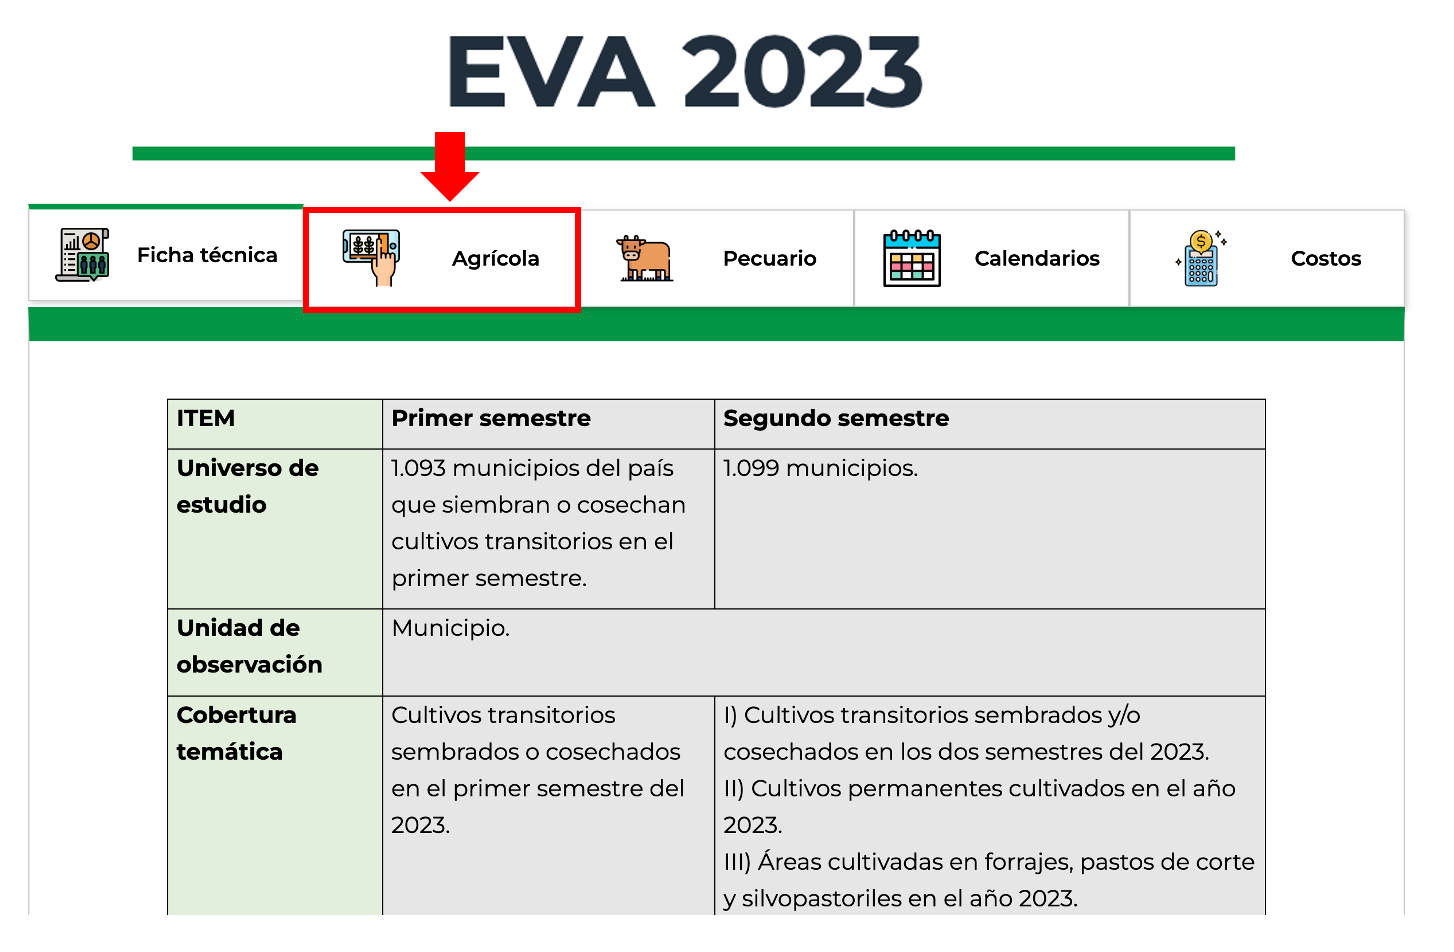 EVA 2023
Ficha técnica
Agrícola
Pecuario
Calendarios
Costos
ITEM
Primer semestre
Segundo semestre
Universo de
estudio
1.093 municipios del país
que siembran o cosechan
cultivos transitorios en el
primer semestre.
1.099 municipios.
Unidad de
observación
Municipio.
Cobertura
temática
Cultivos transitorios
sembrados o cosechados
en el primer semestre del
2023.
I) Cultivos transitorios sembrados y/o
cosechados en los dos semestres del 2023.
II) Cultivos permanentes cultivados en el año
2023.
III) Áreas cultivadas en forrajes, pastos de corte
y silvopastoriles en el año 2023.